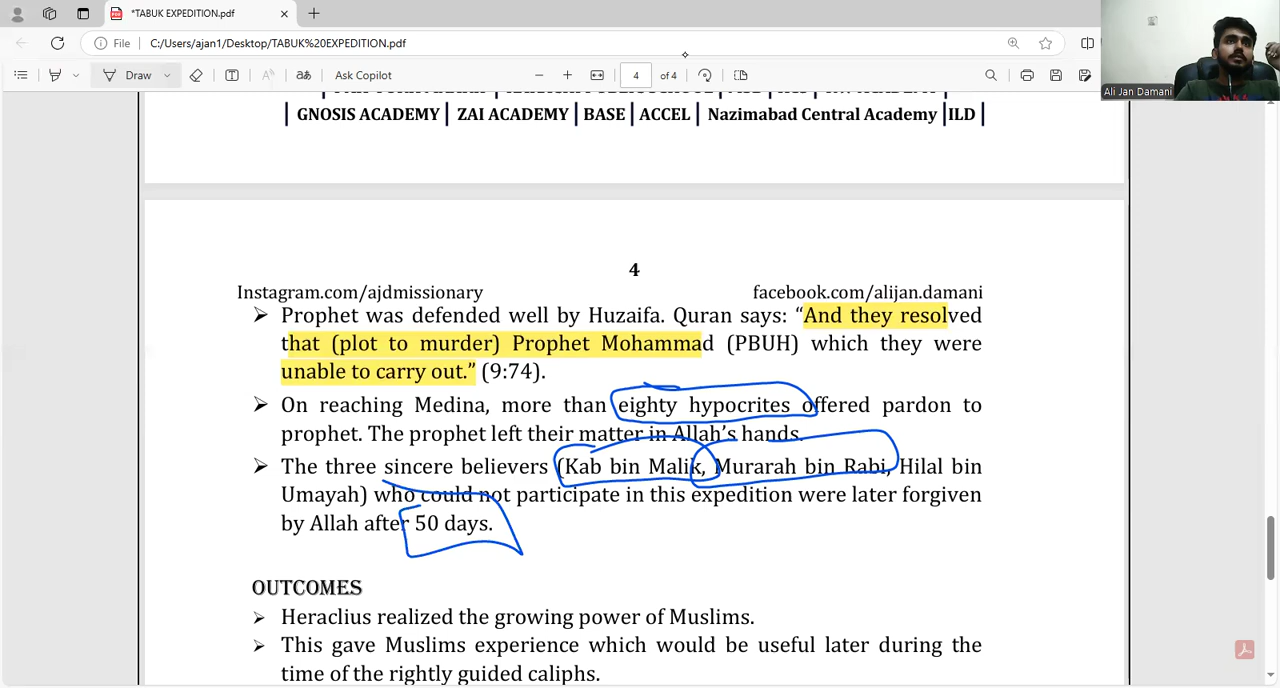 *TABUK EXPEDITION.pdf
File C:/Users/ajan1/Desktop/TABUK%20EXPEDITION.pdf
Draw
Ask Copilot
4 of 4
Ali Jan Damani
| GNOSIS ACADEMY | ZAI ACADEMY | BASE | ACCEL | Nazimabad Central Academy |ILD |
4
Instagram.com/ajdmissionary facebook.com/alijan.damani
➢ Prophet was defended well by Huzaifa. Quran says: “And they resolved
that (plot to murder) Prophet Mohammad (PBUH) which they were
unable to carry out.” (9:74).
➢ On reaching Medina, more than eighty hypocrites offered pardon to
prophet. The prophet left their matter in Allah’s hands.
➢ The three sincere believers (Kab bin Malik, Murarah bin Rabi, Hilal bin
Umayah) who could not participate in this expedition were later forgiven
by Allah after 50 days.
OUTCOMES
➢ Heraclius realized the growing power of Muslims.
➢ This gave Muslims experience which would be useful later during the
time of the rightly guided caliphs.